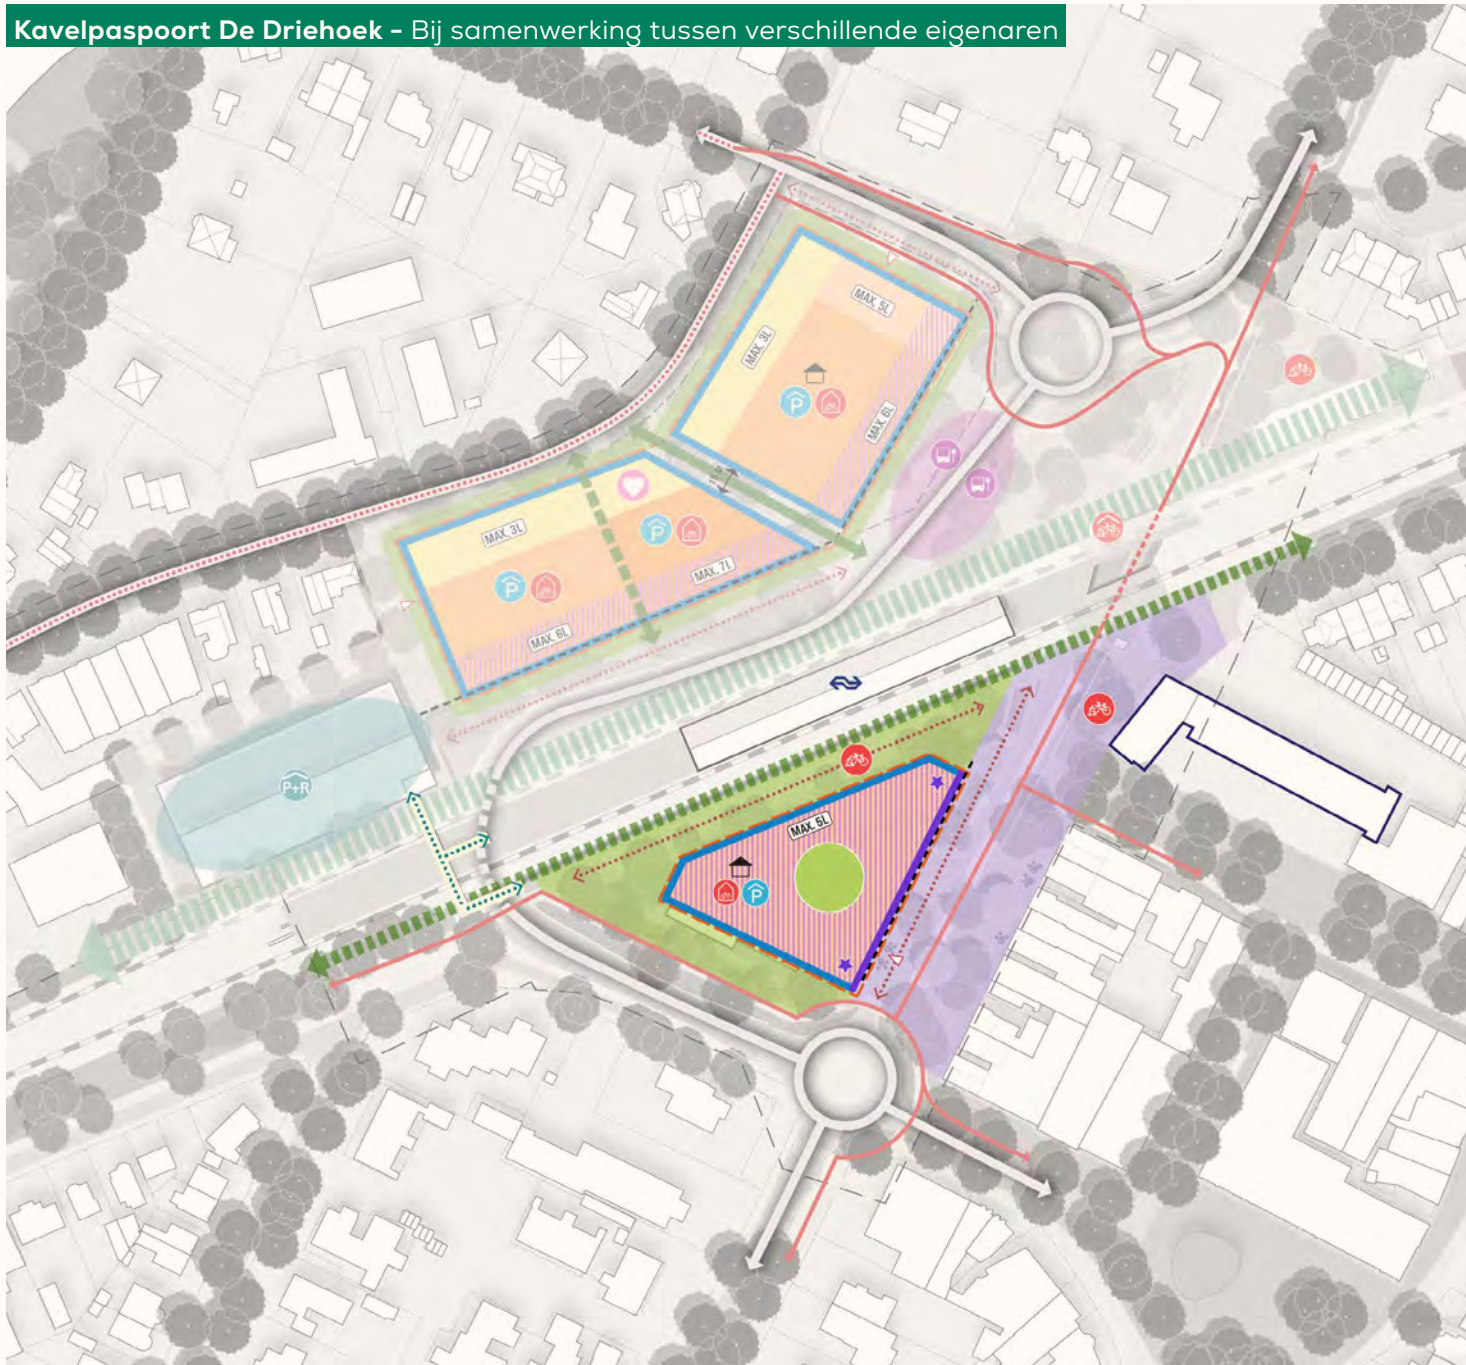 Kavelpaspoort De Driehoek - Bij samenwerking tussen verschillende eigenaren
MAX. 5L
MAX. 3L
P
MAX. 6L
MAX. 3L
P
P
MAX. 7L
MAX. 6L
P+R
MAX. 5L
P